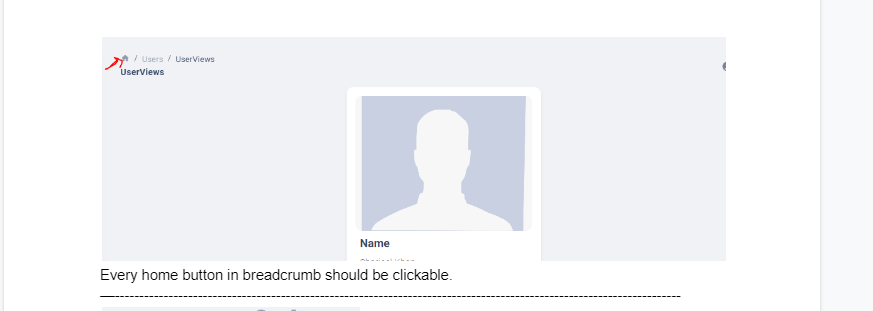 / Users / UserViews
UserViews
Name
Every home button in breadcrumb should be clickable.